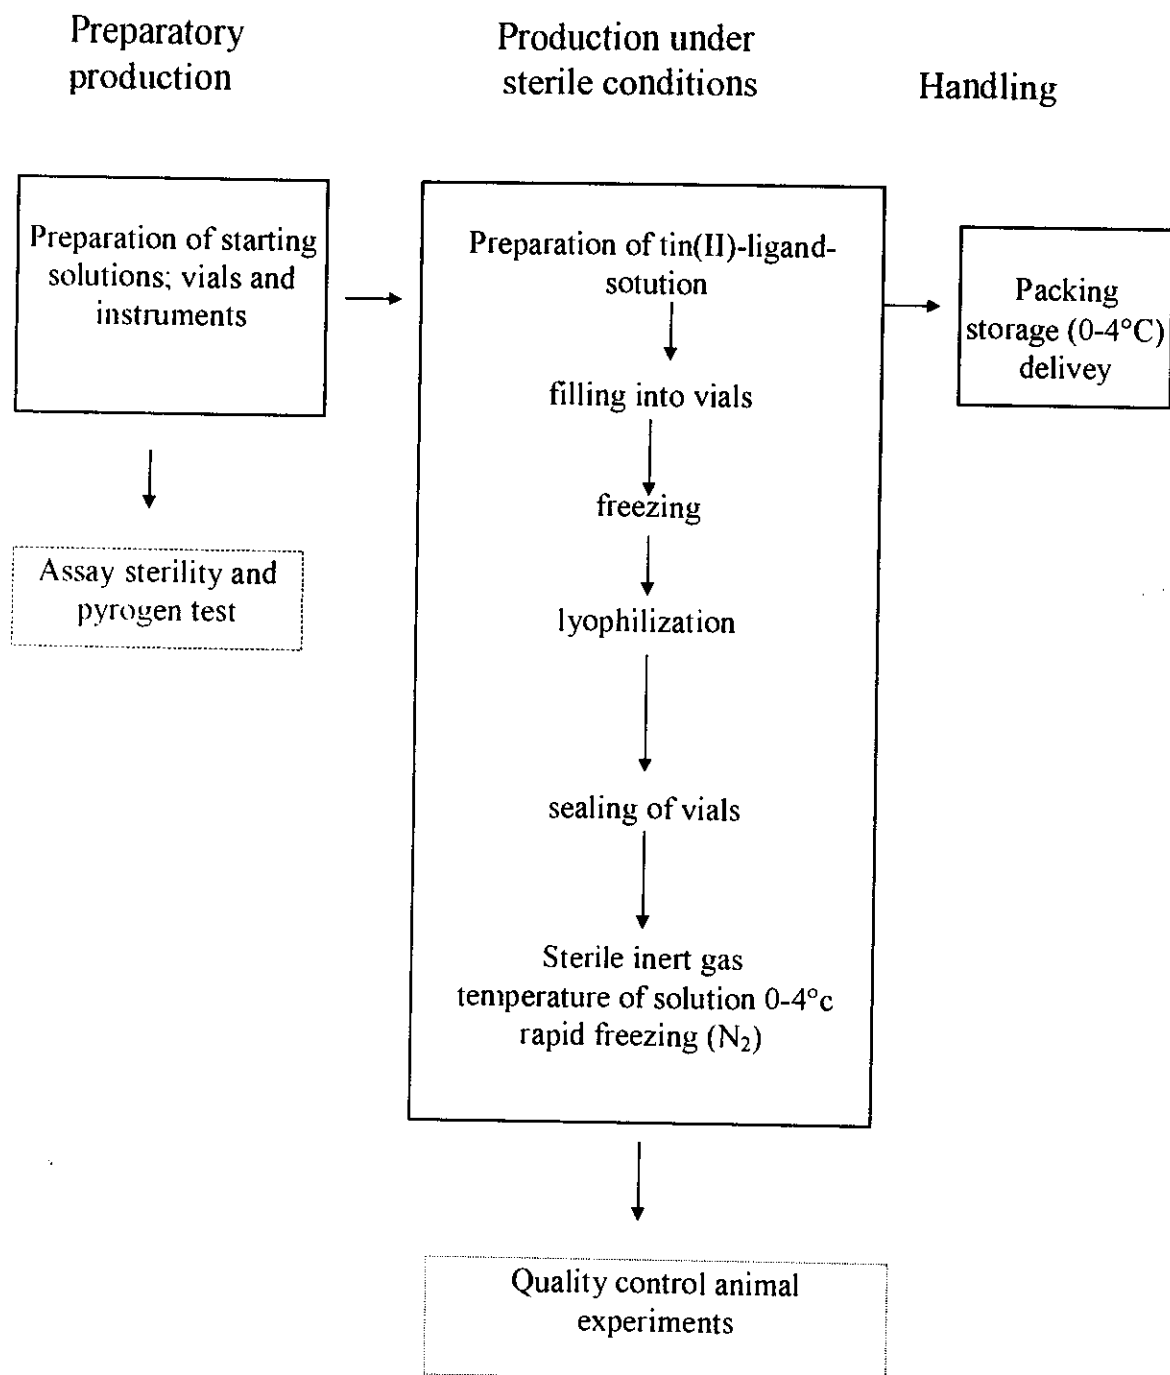 Preparatory
production
Production under
sterile conditions
Handling
Preparation of starting
solutions; vials and
instruments
Assay sterility and
pyrogen test
Preparation of tin(II)-ligand-
sotution
filling into vials
freezing
lyophilization
sealing of vials
Sterile inert gas
temperature of solution 0-4°c
rapid freezing (N₂)
Quality control animal
experiments
Packing
storage (0-4°C)
delivey